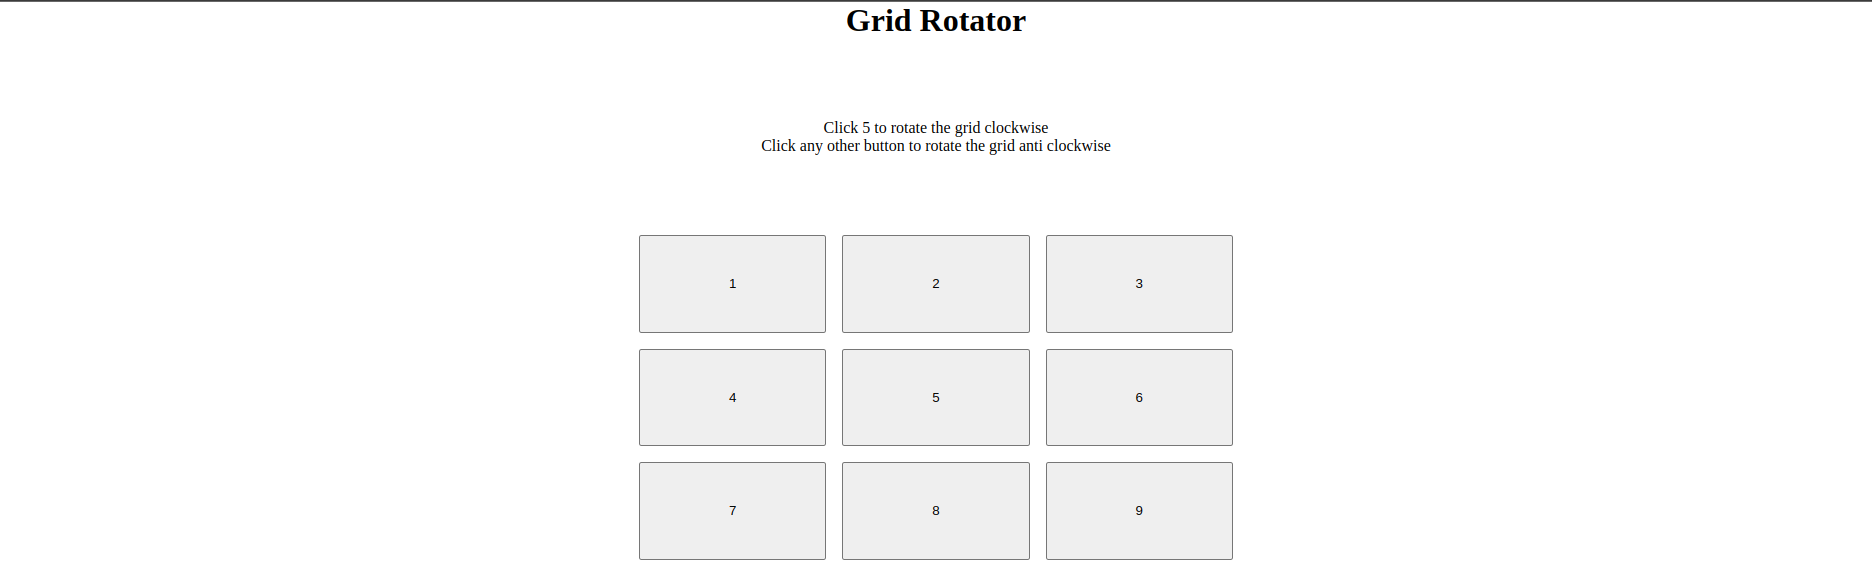 Grid Rotator
Click 5 to rotate the grid clockwise
Click any other button to rotate the grid anti clockwise
1 2 3
4 5 6
7 8 9